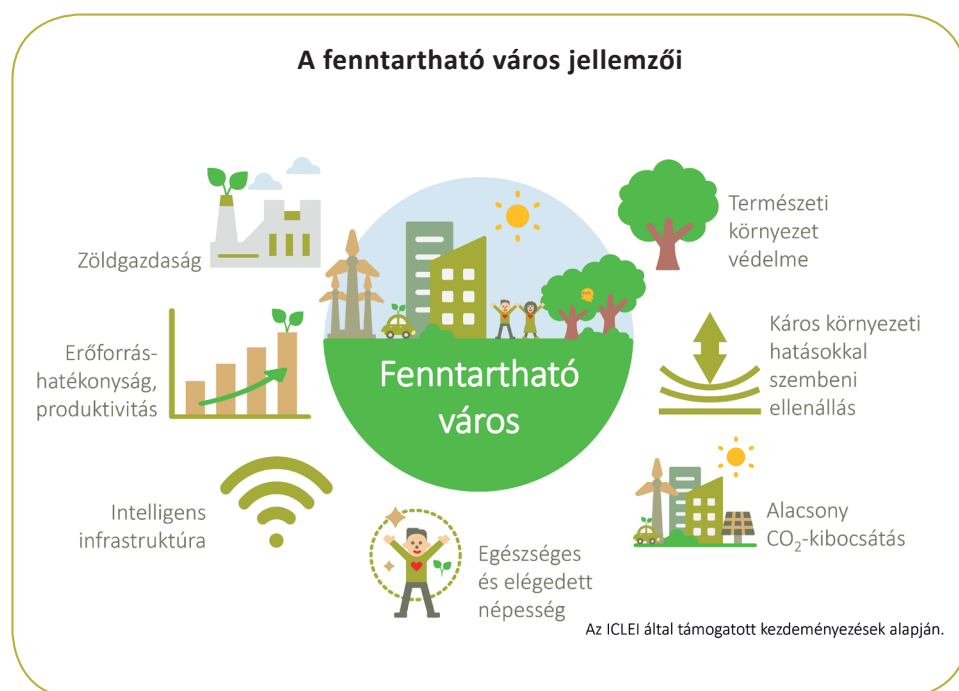 A fenntartható város jellemzői
Zöldgazdaság
Erőforrás-
hatékonyság,
produktivitás
Intelligens
infrastruktúra
Fenntartható
város
Egészséges
és elégedett
népesség
Természeti
környezet
védelme
Káros környezeti
hatásokkal
szembeni
ellenállás
Alacsony
CO₂-kibocsátás
Az ICLEI által támogatott kezdeményezések alapján.